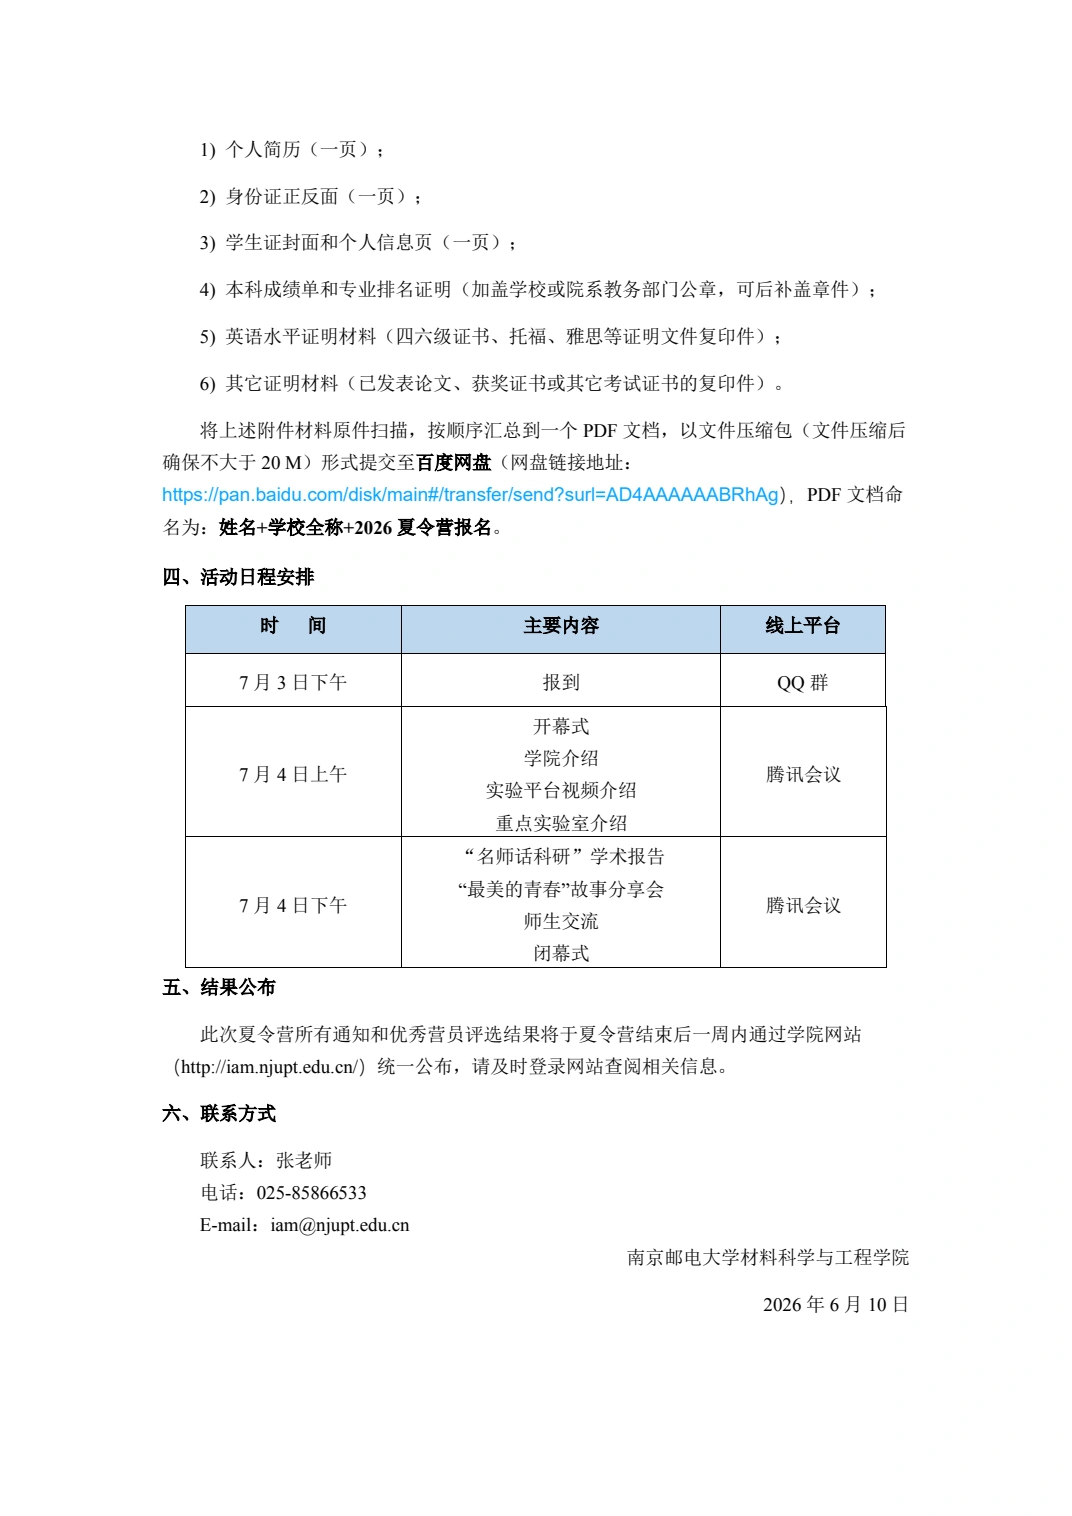 1) 个人简历（一页）；
2) 身份证正反面（一页）；
3) 学生证封面和个人信息页（一页）；
4) 本科成绩单和专业排名证明（加盖学校或院系教务部门公章，可后补盖章件）；
5) 英语水平证明材料（四六级证书、托福、雅思等证明文件复印件）；
6) 其它证明材料（已发表论文、获奖证书或其它考试证书的复印件）。
将上述附件材料原件扫描，按顺序汇总到一个 PDF 文档，以文件压缩包（文件压缩后
确保不大于 20 M）形式提交至百度网盘（网盘链接地址：
https://pan.baidu.com/disk/main#/transfer/send?surl=AD4AAAAAABRhAg），PDF 文档命
名为：姓名+学校全称+2026 夏令营报名。
四、活动日程安排
时 间 主要内容 线上平台
7 月 3 日下午 报到 QQ 群
开幕式
学院介绍
7 月 4 日上午 腾讯会议
实验平台视频介绍
重点实验室介绍
“名师话科研”学术报告
“最美的青春”故事分享会
7 月 4 日下午 腾讯会议
师生交流
闭幕式
五、结果公布
此次夏令营所有通知和优秀营员评选结果将于夏令营结束后一周内通过学院网站
（http://iam.njupt.edu.cn/）统一公布，请及时登录网站查阅相关信息。
六、联系方式
联系人：张老师
电话：025-85866533
E-mail：iam@njupt.edu.cn
南京邮电大学材料科学与工程学院
2026 年 6 月 10 日